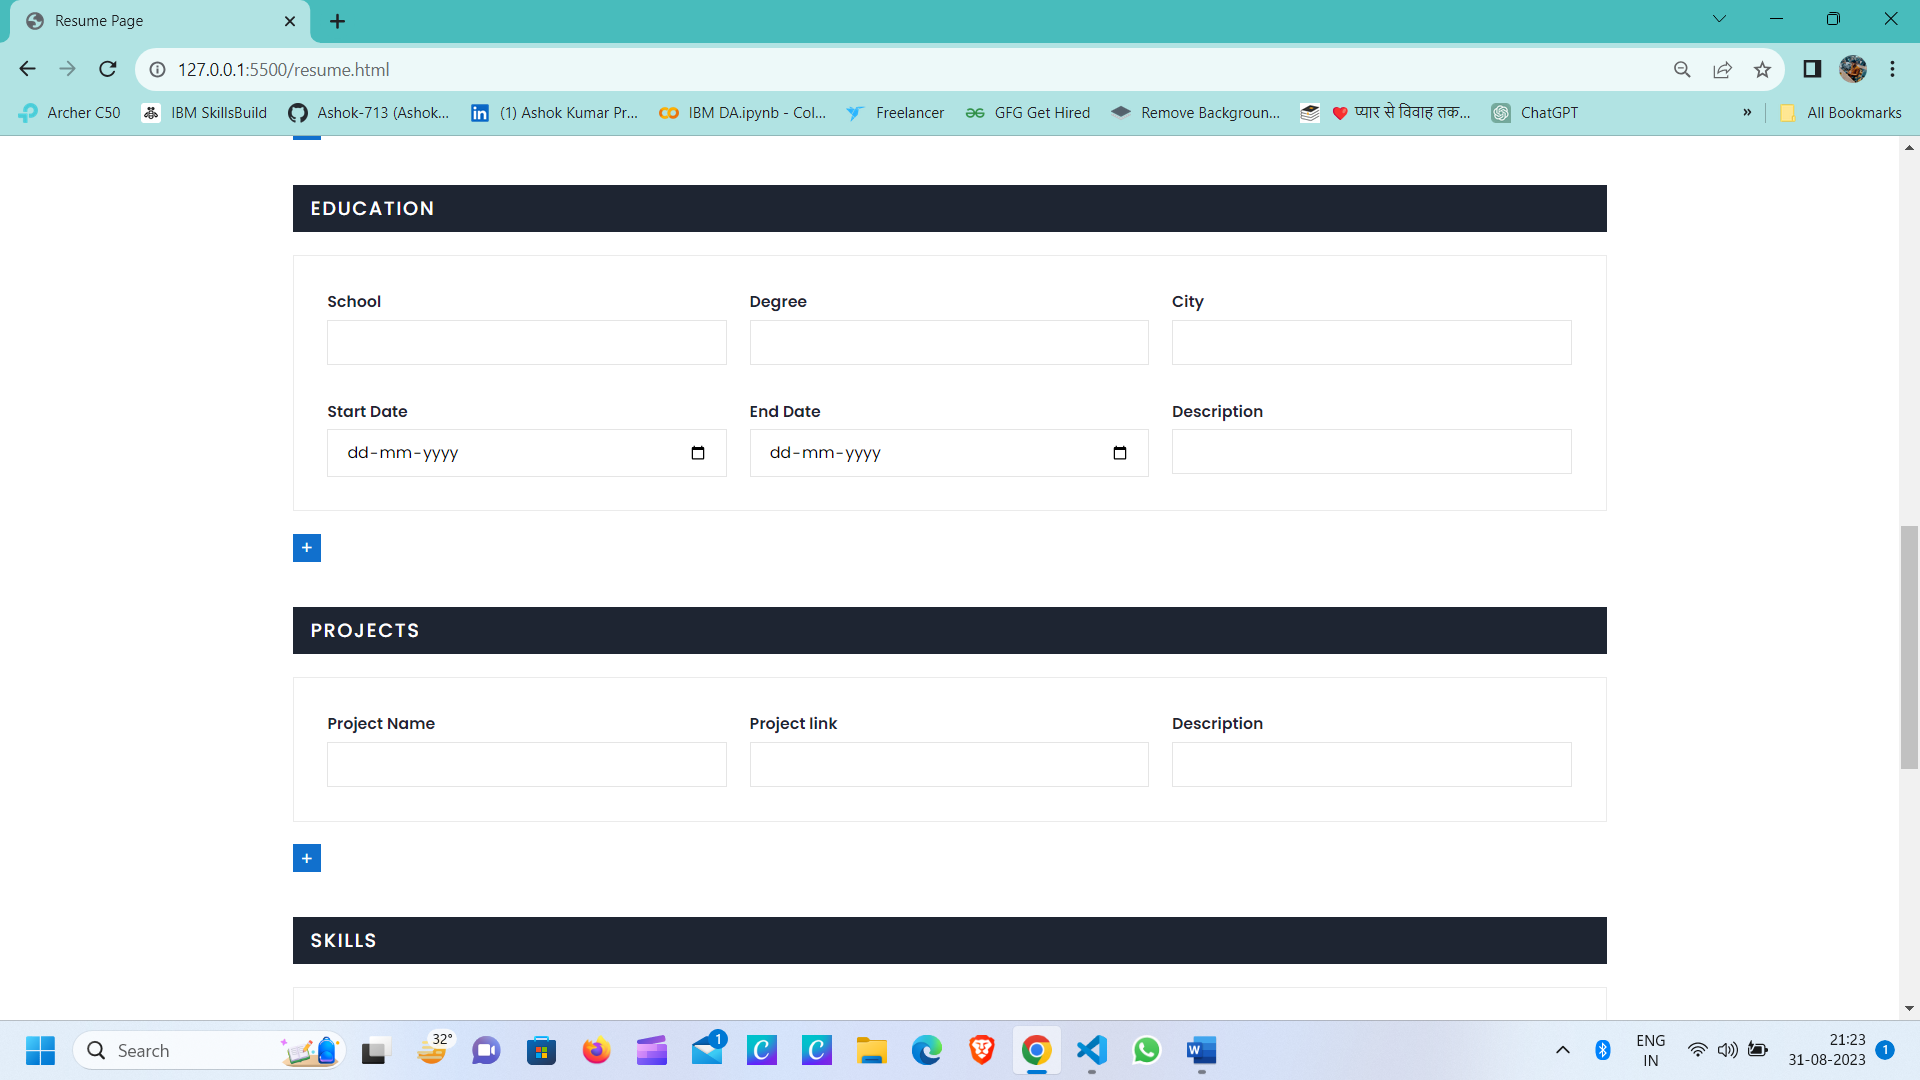 Resume Page
127.0.0.1:5500/resume.html
Archer C50 IBM SkillsBuild Ashok-713 (Ashok... (1) Ashok Kumar Pr... IBM DA.ipynb - Col... Freelancer GFG Get Hired Remove Backgroun... ❤️ प्यार से विवाह तक... ChatGPT » All Bookmarks
EDUCATION
School Degree City
Start Date End Date Description
dd-mm-yyyy dd-mm-yyyy
+
PROJECTS
Project Name Project link Description
+
SKILLS
Search 32° 1 ENG IN 21:23 31-08-2023 1